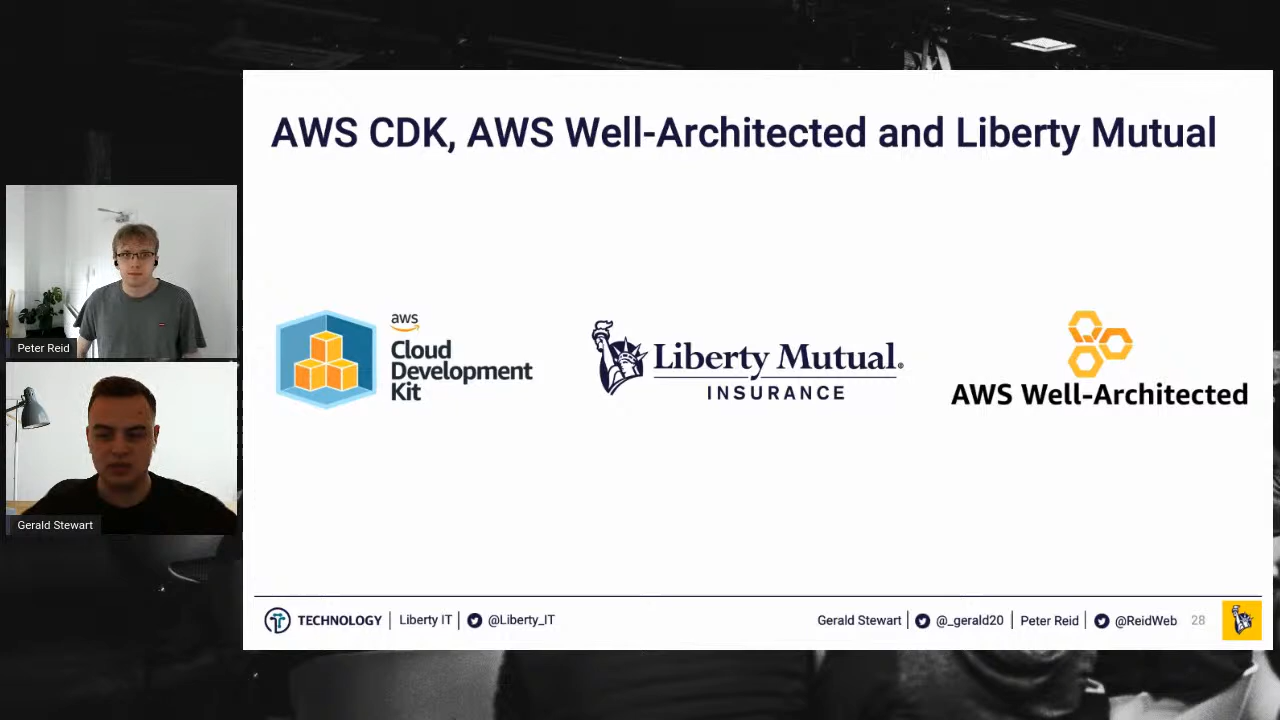 AWS CDK, AWS Well-Architected and Liberty Mutual
Peter Reid
Gerald Stewart
aws
Cloud
Development
Kit
Liberty Mutual®
INSURANCE
AWS Well-Architected
TECHNOLOGY | Liberty IT | @Liberty_IT
Gerald Stewart | @_gerald20 | Peter Reid | @ReidWeb 28